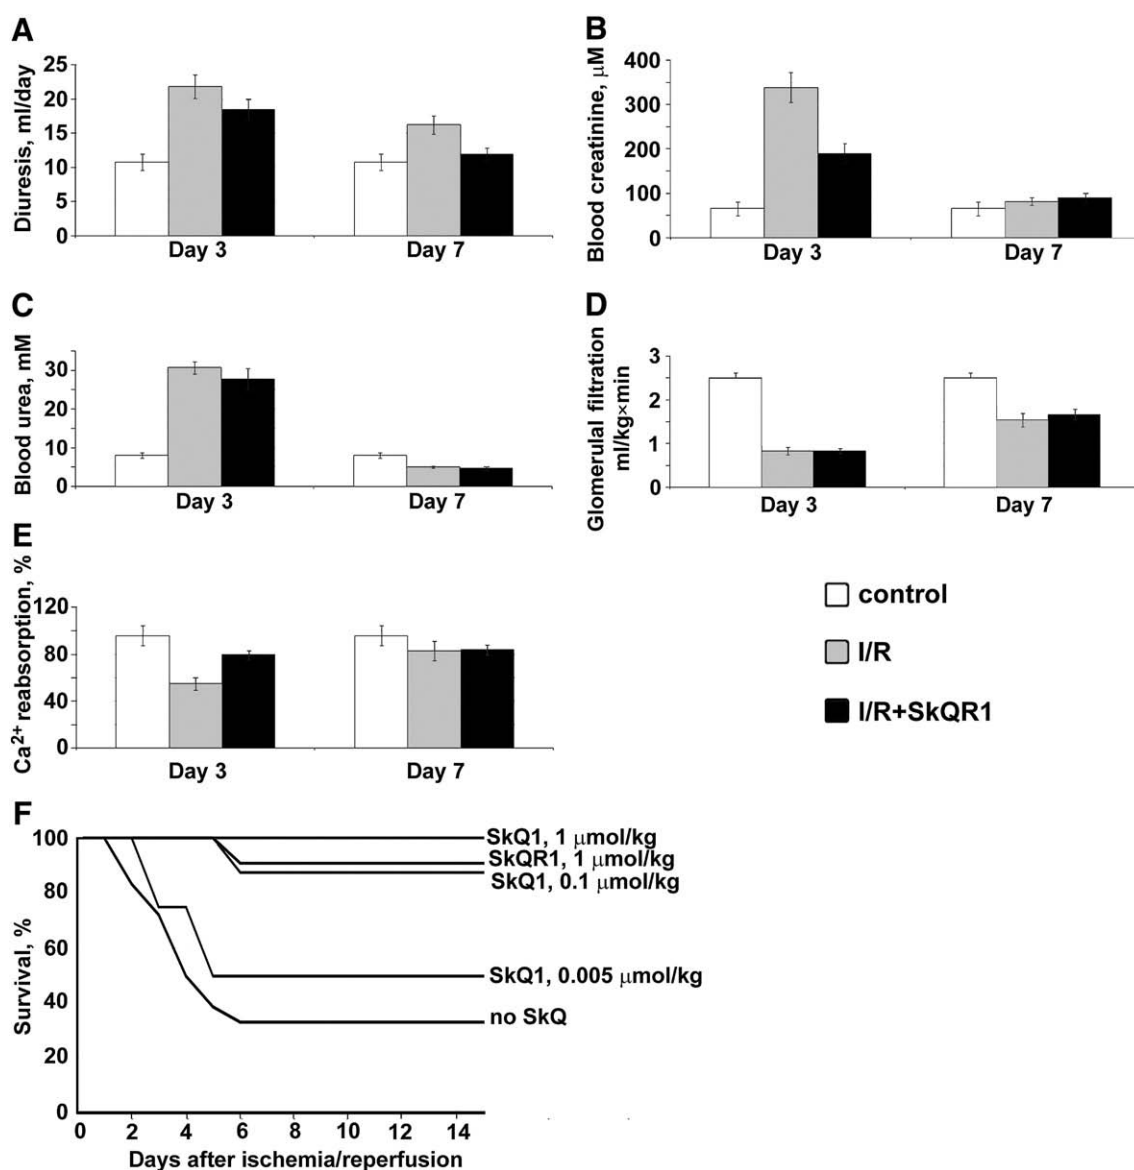 A
Diuresis, ml/day
25
20
15
10
5
0
Day 3
Day 7
B
Blood creatinine, μM
400
300
200
100
0
Day 3
Day 7
C
Blood urea, mM
30
20
10
0
Day 3
Day 7
D
Glomerulal filtration
ml/kg×min
3
2
1
0
Day 3
Day 7
E
Ca²⁺ reabsorption, %
120
80
40
0
Day 3
Day 7
control
I/R
I/R+SkQR1
F
Survival, %
100
80
60
40
20
0
0 2 4 6 8 10 12 14
Days after ischemia/reperfusion
SkQ1, 1 μmol/kg
SkQR1, 1 μmol/kg
SkQ1, 0.1 μmol/kg
SkQ1, 0.005 μmol/kg
no SkQ